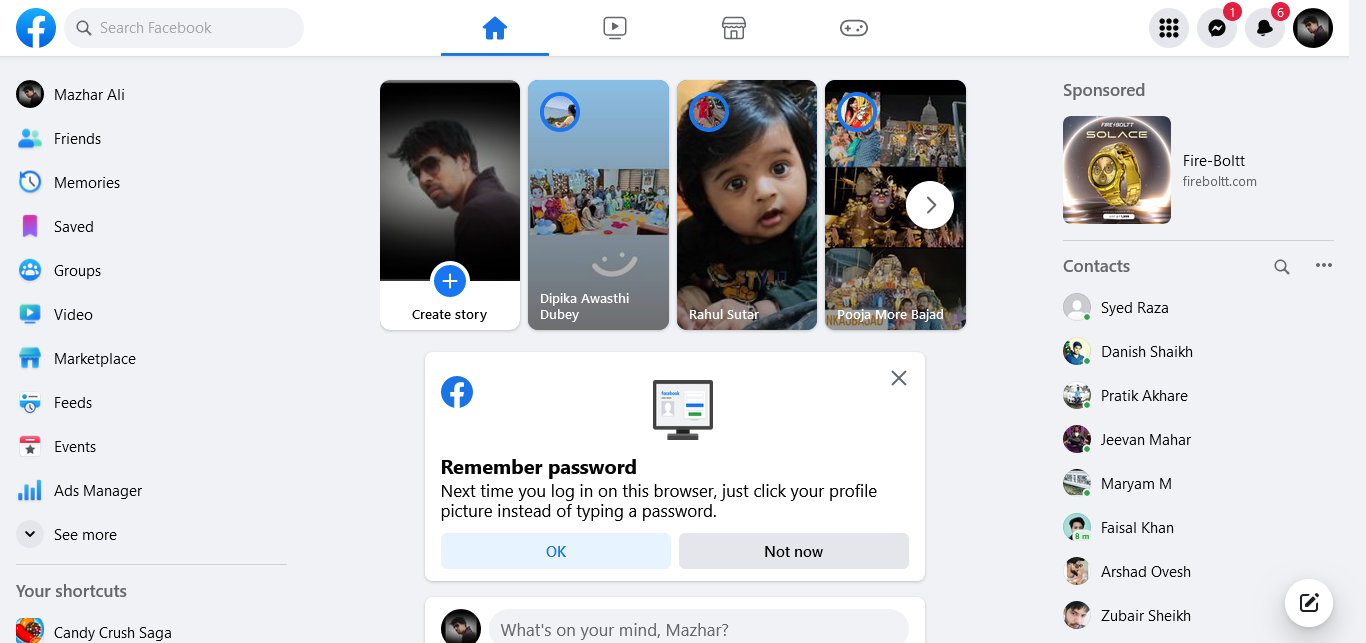 Search Facebook
1
6
Mazhar Ali
Friends
Memories
Saved
Groups
Video
Marketplace
Feeds
Events
Ads Manager
See more
Your shortcuts
Candy Crush Saga
Create story
Dipika Awasthi
Dubey
Rahul Sutar
Pooja More Bajad
facebook
Remember password
Next time you log in on this browser, just click your profile
picture instead of typing a password.
OK
Not now
What's on your mind, Mazhar?
Sponsored
FIRE-BOLTT
SOLACE
Fire-Boltt
fireboltt.com
Contacts
Syed Raza
Danish Shaikh
Pratik Akhare
Jeevan Mahar
Maryam M
Faisal Khan
8 m
Arshad Ovesh
Zubair Sheikh